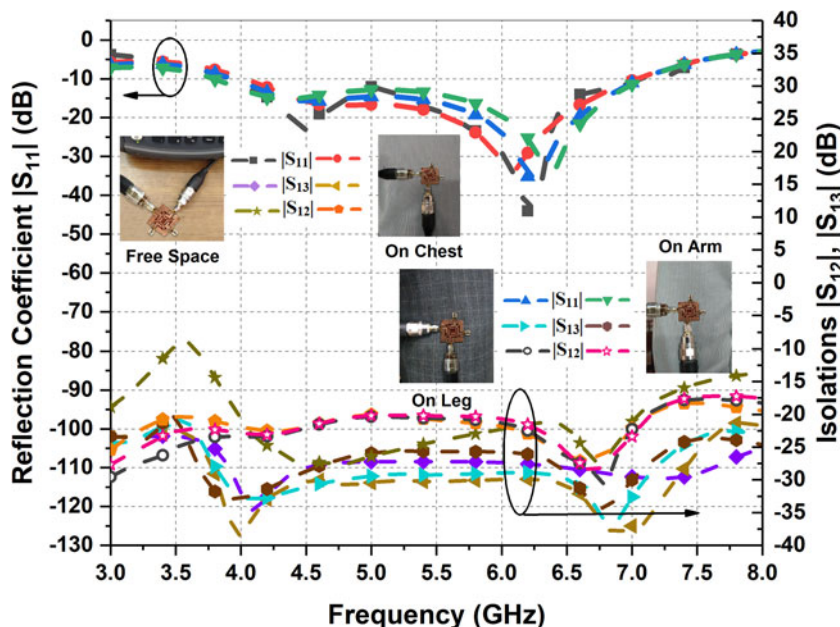 Reflection Coefficient |S11| (dB)
0
-10
-20
-30
-40
-50
-60
-70
-80
-90
-100
-110
-120
-130
|S11|
|S13|
|S12|
Free Space
On Chest
On Arm
|S11|
|S13|
|S12|
On Leg
40
35
30
25
20
15
10
5
0
-5
-10
-15
-20
-25
-30
-35
-40
Isolations |S12|, |S13| (dB)
3.0 3.5 4.0 4.5 5.0 5.5 6.0 6.5 7.0 7.5 8.0
Frequency (GHz)